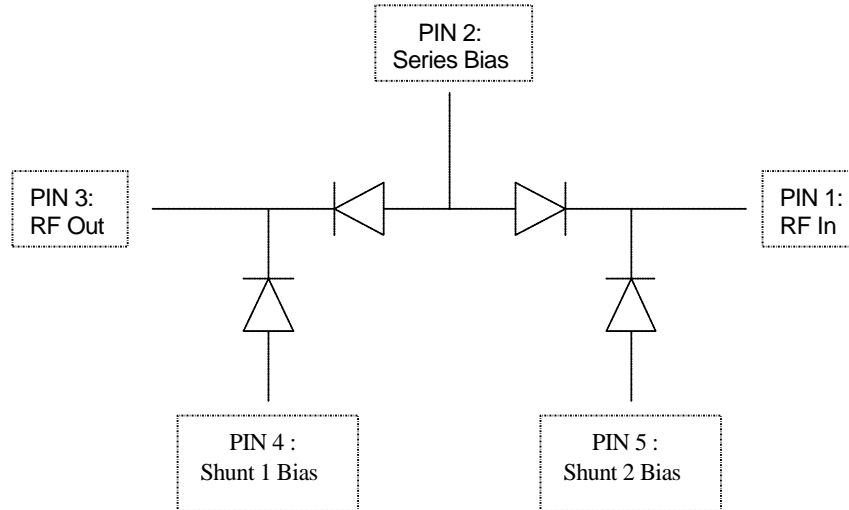 PIN 2:
Series Bias
PIN 3:
RF Out
PIN 1:
RF In
PIN 4 :
Shunt 1 Bias
PIN 5 :
Shunt 2 Bias